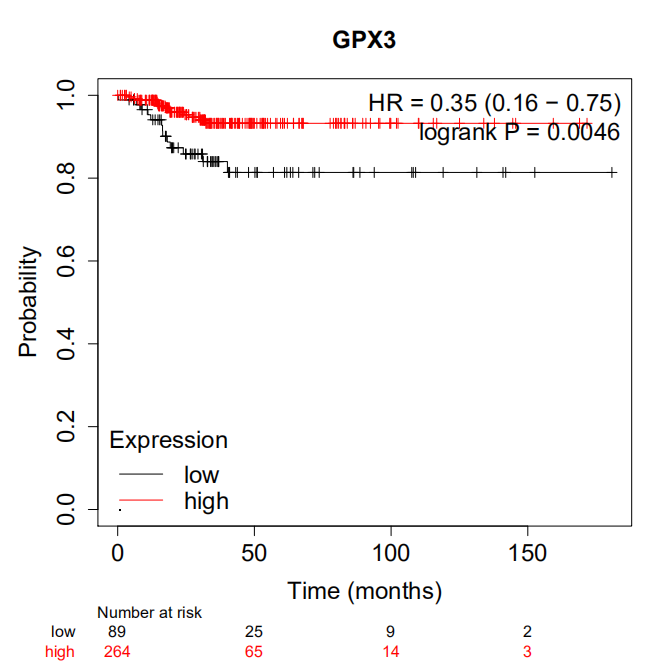 GPX3
HR = 0.35 (0.16 − 0.75)
logrank P = 0.0046
Probability
1.0
0.8
0.6
0.4
0.2
0.0
Expression
low
high
0 50 100 150
Time (months)
Number at risk
low 89 25 9 2
high 264 65 14 3